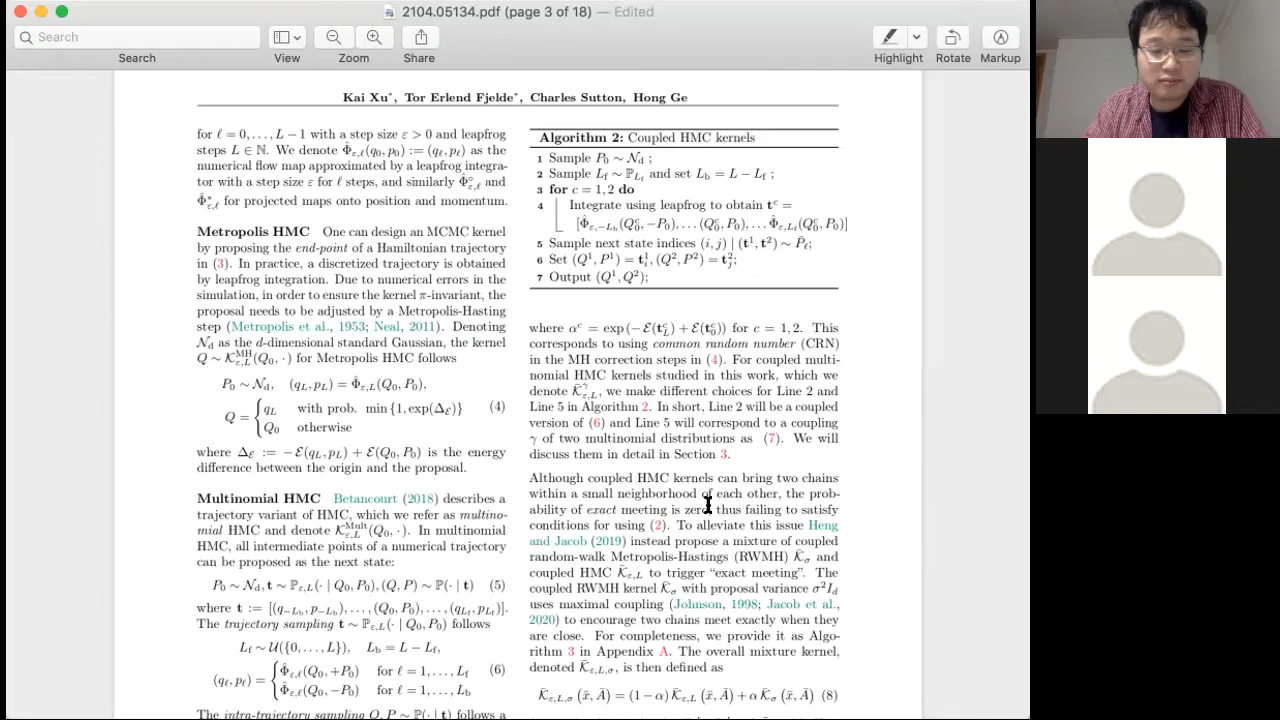 2104.05134.pdf (page 3 of 18) — Edited
Search
Search
View
Zoom
Share
Highlight
Rotate
Markup
Kai Xu*, Tor Erlend Fjelde*, Charles Sutton, Hong Ge
for ℓ = 0, . . . , L − 1 with a step size ε > 0 and leapfrog
steps L ∈ ℕ. We denote Φ̂ε,ℓ(q0, p0) := (qℓ, pℓ) as the
numerical flow map approximated by a leapfrog integra-
tor with a step size ε for ℓ steps, and similarly Φ̂°ε,ℓ and
Φ̂*ε,ℓ for projected maps onto position and momentum.
Metropolis HMC One can design an MCMC kernel
by proposing the end-point of a Hamiltonian trajectory
in (3). In practice, a discretized trajectory is obtained
by leapfrog integration. Due to numerical errors in the
simulation, in order to ensure the kernel π-invariant, the
proposal needs to be adjusted by a Metropolis-Hasting
step (Metropolis et al., 1953; Neal, 2011). Denoting
𝒩d as the d-dimensional standard Gaussian, the kernel
Q ∼ 𝒦MHε,L(Q0, ·) for Metropolis HMC follows
P0 ∼ 𝒩d, (qL, pL) = Φ̂ε,L(Q0, P0),
Q = { qL with prob. min{1, exp(Δℰ)} (4)
Q0 otherwise
where Δℰ := −ℰ(qL, pL) + ℰ(Q0, P0) is the energy
difference between the origin and the proposal.
Multinomial HMC Betancourt (2018) describes a
trajectory variant of HMC, which we refer as multino-
mial HMC and denote 𝒦Multε,L(Q0, ·). In multinomial
HMC, all intermediate points of a numerical trajectory
can be proposed as the next state:
P0 ∼ 𝒩d, t ∼ ℙε,L(· | Q0, P0), (Q, P) ∼ ℙ(· | t) (5)
where t := [(q−Lb, p−Lb), . . . , (Q0, P0), . . . , (qLf, pLf)].
The trajectory sampling t ∼ ℙε,L(· | Q0, P0) follows
Lf ∼ 𝒰({0, . . . , L}), Lb = L − Lf,
(qℓ, pℓ) = { Φ̂ε,ℓ(Q0, +P0) for ℓ = 1, . . . , Lf (6)
Φ̂ε,ℓ(Q0, −P0) for ℓ = 1, . . . , Lb
The intra-trajectory sampling Q, P ∼ ℙ(· | t) follows a
Algorithm 2: Coupled HMC kernels
1 Sample P0 ∼ 𝒩d ;
2 Sample Lf ∼ ℙLf and set Lb = L − Lf ;
3 for c = 1, 2 do
4 Integrate using leapfrog to obtain tc =
[Φ̂ε,−Lb(Qc0, −P0), . . . (Qc0, P0), . . . Φ̂ε,Lf(Qc0, P0)]
5 Sample next state indices (i, j) | (t1, t2) ∼ P̄ℓ;
6 Set (Q1, P1) = t1i, (Q2, P2) = t2j;
7 Output (Q1, Q2);
where αc = exp(−ℰ(tcL) + ℰ(tc0)) for c = 1, 2. This
corresponds to using common random number (CRN)
in the MH correction steps in (4). For coupled multi-
nomial HMC kernels studied in this work, which we
denote 𝒦̄γε,L, we make different choices for Line 2 and
Line 5 in Algorithm 2. In short, Line 2 will be a coupled
version of (6) and Line 5 will correspond to a coupling
γ of two multinomial distributions as (7). We will
discuss them in detail in Section 3.
Although coupled HMC kernels can bring two chains
within a small neighborhood of each other, the prob-
ability of exact meeting is zero, thus failing to satisfy
conditions for using (2). To alleviate this issue Heng
and Jacob (2019) instead propose a mixture of coupled
random-walk Metropolis-Hastings (RWMH) 𝒦̄σ and
coupled HMC 𝒦̄ε,L to trigger “exact meeting”. The
coupled RWMH kernel 𝒦̄σ with proposal variance σ²Id
uses maximal coupling (Johnson, 1998; Jacob et al.,
2020) to encourage two chains meet exactly when they
are close. For completeness, we provide it as Algo-
rithm 3 in Appendix A. The overall mixture kernel,
denoted 𝒦̄ε,L,σ, is then defined as
𝒦̄ε,L,σ (x̄, Ā) = (1 − α) 𝒦̄ε,L (x̄, Ā) + α 𝒦̄σ (x̄, Ā) (8)